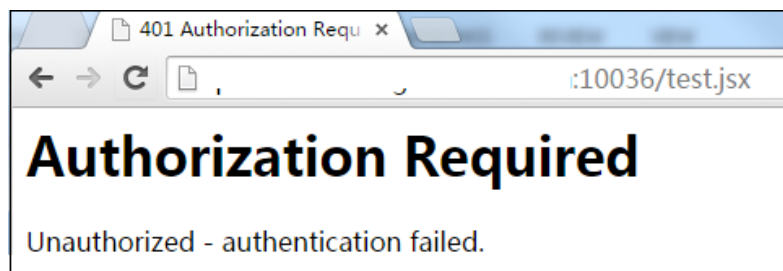 401 Authorization Requ
:10036/test.jsx
Authorization Required
Unauthorized - authentication failed.